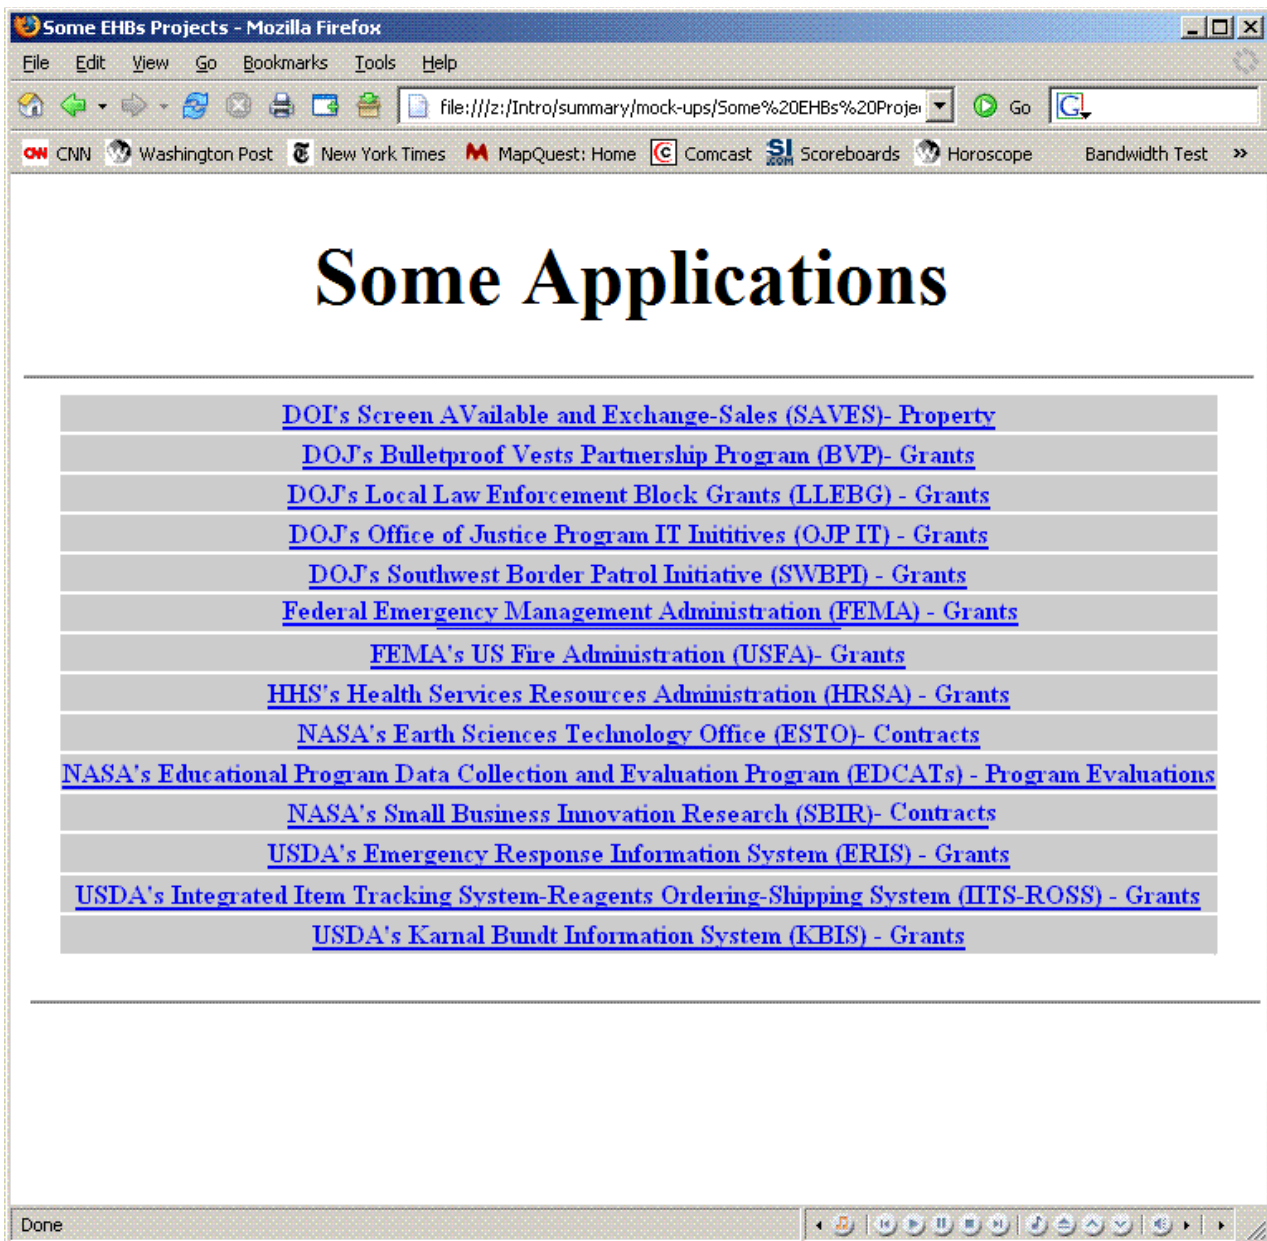 Some EHBs Projects - Mozilla Firefox
File Edit View Go Bookmarks Tools Help
file:///z:/Intro/summary/mock-ups/Some%20EHBs%20Proje Go G
CNN Washington Post New York Times MapQuest: Home Comcast SI.COM Scoreboards Horoscope Bandwidth Test »
Some Applications
DOI's Screen AVailable and Exchange-Sales (SAVES)- Property
DOJ's Bulletproof Vests Partnership Program (BVP)- Grants
DOJ's Local Law Enforcement Block Grants (LLEBG) - Grants
DOJ's Office of Justice Program IT Inititives (OJP IT) - Grants
DOJ's Southwest Border Patrol Initiative (SWBPI) - Grants
Federal Emergency Management Administration (FEMA) - Grants
FEMA's US Fire Administration (USFA)- Grants
HHS's Health Services Resources Administration (HRSA) - Grants
NASA's Earth Sciences Technology Office (ESTO)- Contracts
NASA's Educational Program Data Collection and Evaluation Program (EDCATs) - Program Evaluations
NASA's Small Business Innovation Research (SBIR)- Contracts
USDA's Emergency Response Information System (ERIS) - Grants
USDA's Integrated Item Tracking System-Reagents Ordering-Shipping System (IITS-ROSS) - Grants
USDA's Karnal Bundt Information System (KBIS) - Grants
Done